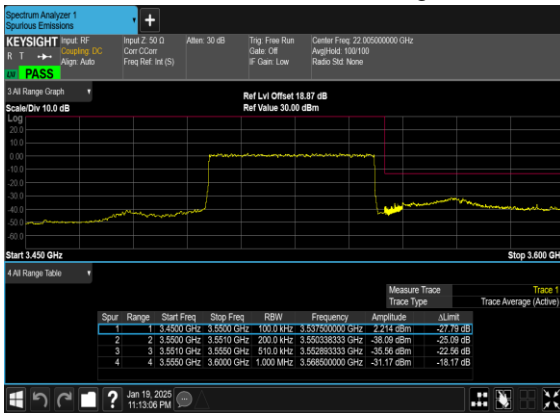 Spectrum Analyzer 1
Spurious Emissions
KEYSIGHT Input: RF Input Z: 50 Ω Atten: 30 dB Trig: Free Run Center Freq: 22.005000000 GHz
R T Coupling: DC Corr CCorr Gate: Off Avg|Hold: 100/100
Align: Auto Freq Ref: Int (S) IF Gain: Low Radio Std: None
PASS
3 All Range Graph
Ref Lvl Offset 18.87 dB
Scale/Div 10.0 dB Ref Value 30.00 dBm
Log
20.0
10.0
0.00
-10.0
-20.0
-30.0
-40.0
-50.0
-60.0
Start 3.450 GHz Stop 3.600 GH
4 All Range Table
Measure Trace Trace 1
Trace Type Trace Average (Active)
Spur Range Start Freq Stop Freq RBW Frequency Amplitude ΔLimit
1 1 3.4500 GHz 3.5500 GHz 100.0 kHz 3.537500000 GHz 2.214 dBm -27.79 dB
2 2 3.5500 GHz 3.5510 GHz 200.0 kHz 3.550338333 GHz -38.09 dBm -25.09 dB
3 3 3.5510 GHz 3.5550 GHz 510.0 kHz 3.552893333 GHz -35.56 dBm -22.56 dB
4 4 3.5550 GHz 3.6000 GHz 1.000 MHz 3.568500000 GHz -31.17 dBm -18.17 dB
Jan 19, 2025
11:13:06 PM